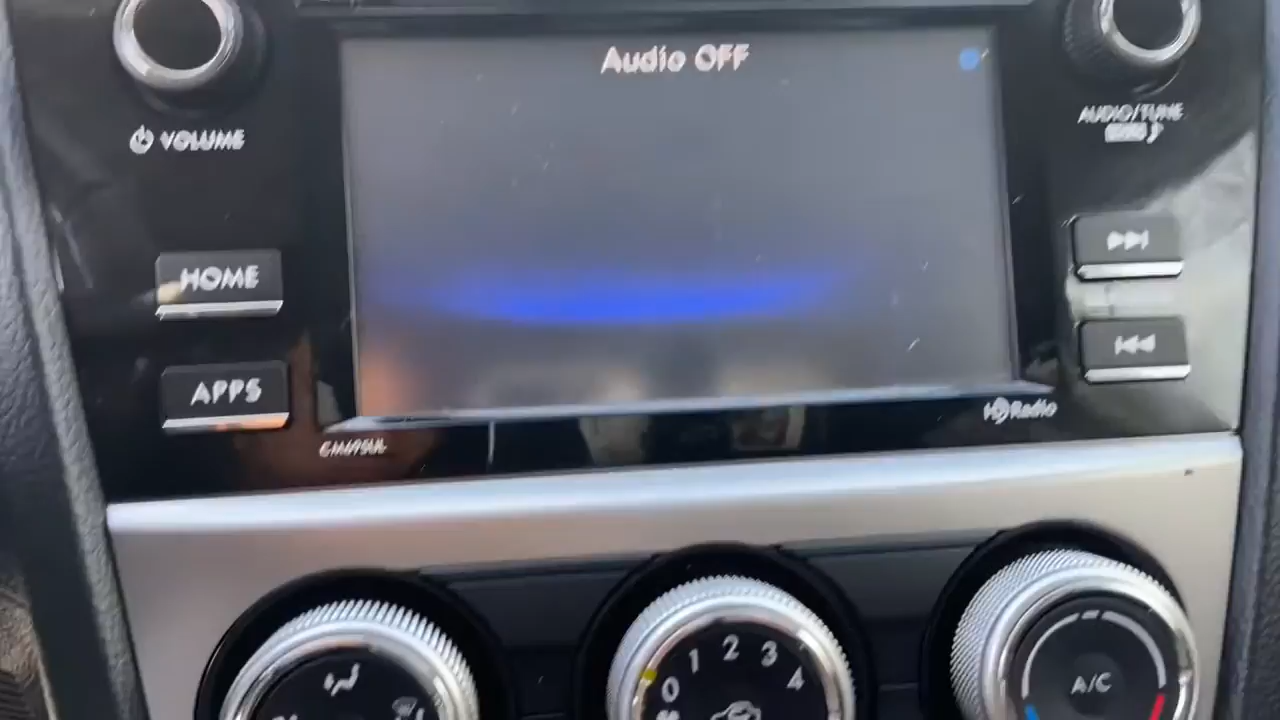 Audio OFF
VOLUME
AUDIO/TUNE
HOME
APPS
HD Radio
0 1 2 3 4
A/C